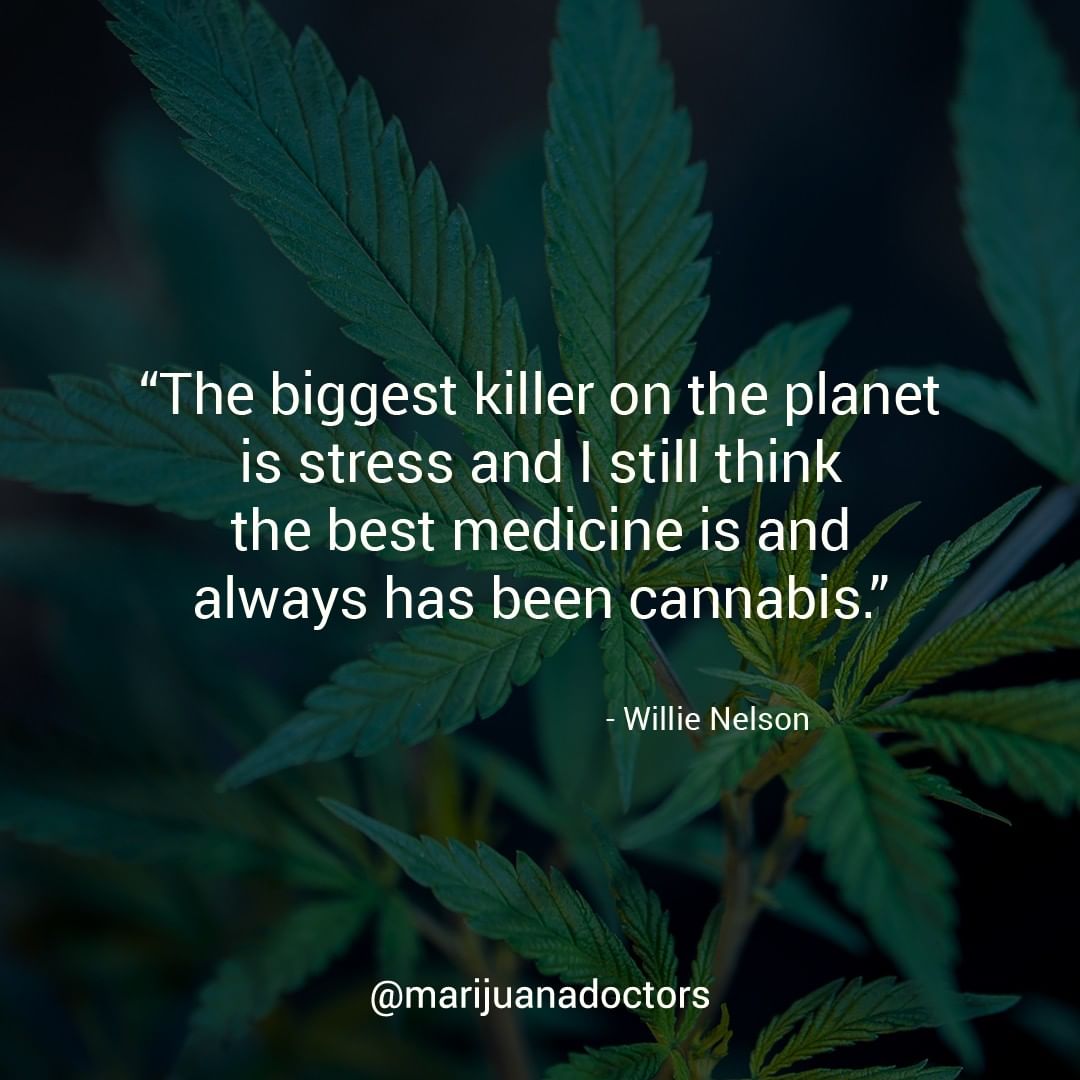 “The biggest killer on the planet
is stress and I still think
the best medicine is and
always has been cannabis.”
- Willie Nelson
@marijuanadoctors